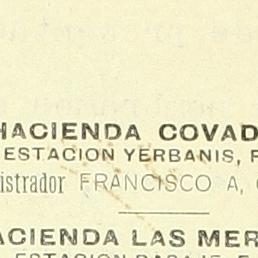 HACIENDA COVAD
ESTACION YERBANIS, F
istrador FRANCISCO A,
ACIENDA LAS MER